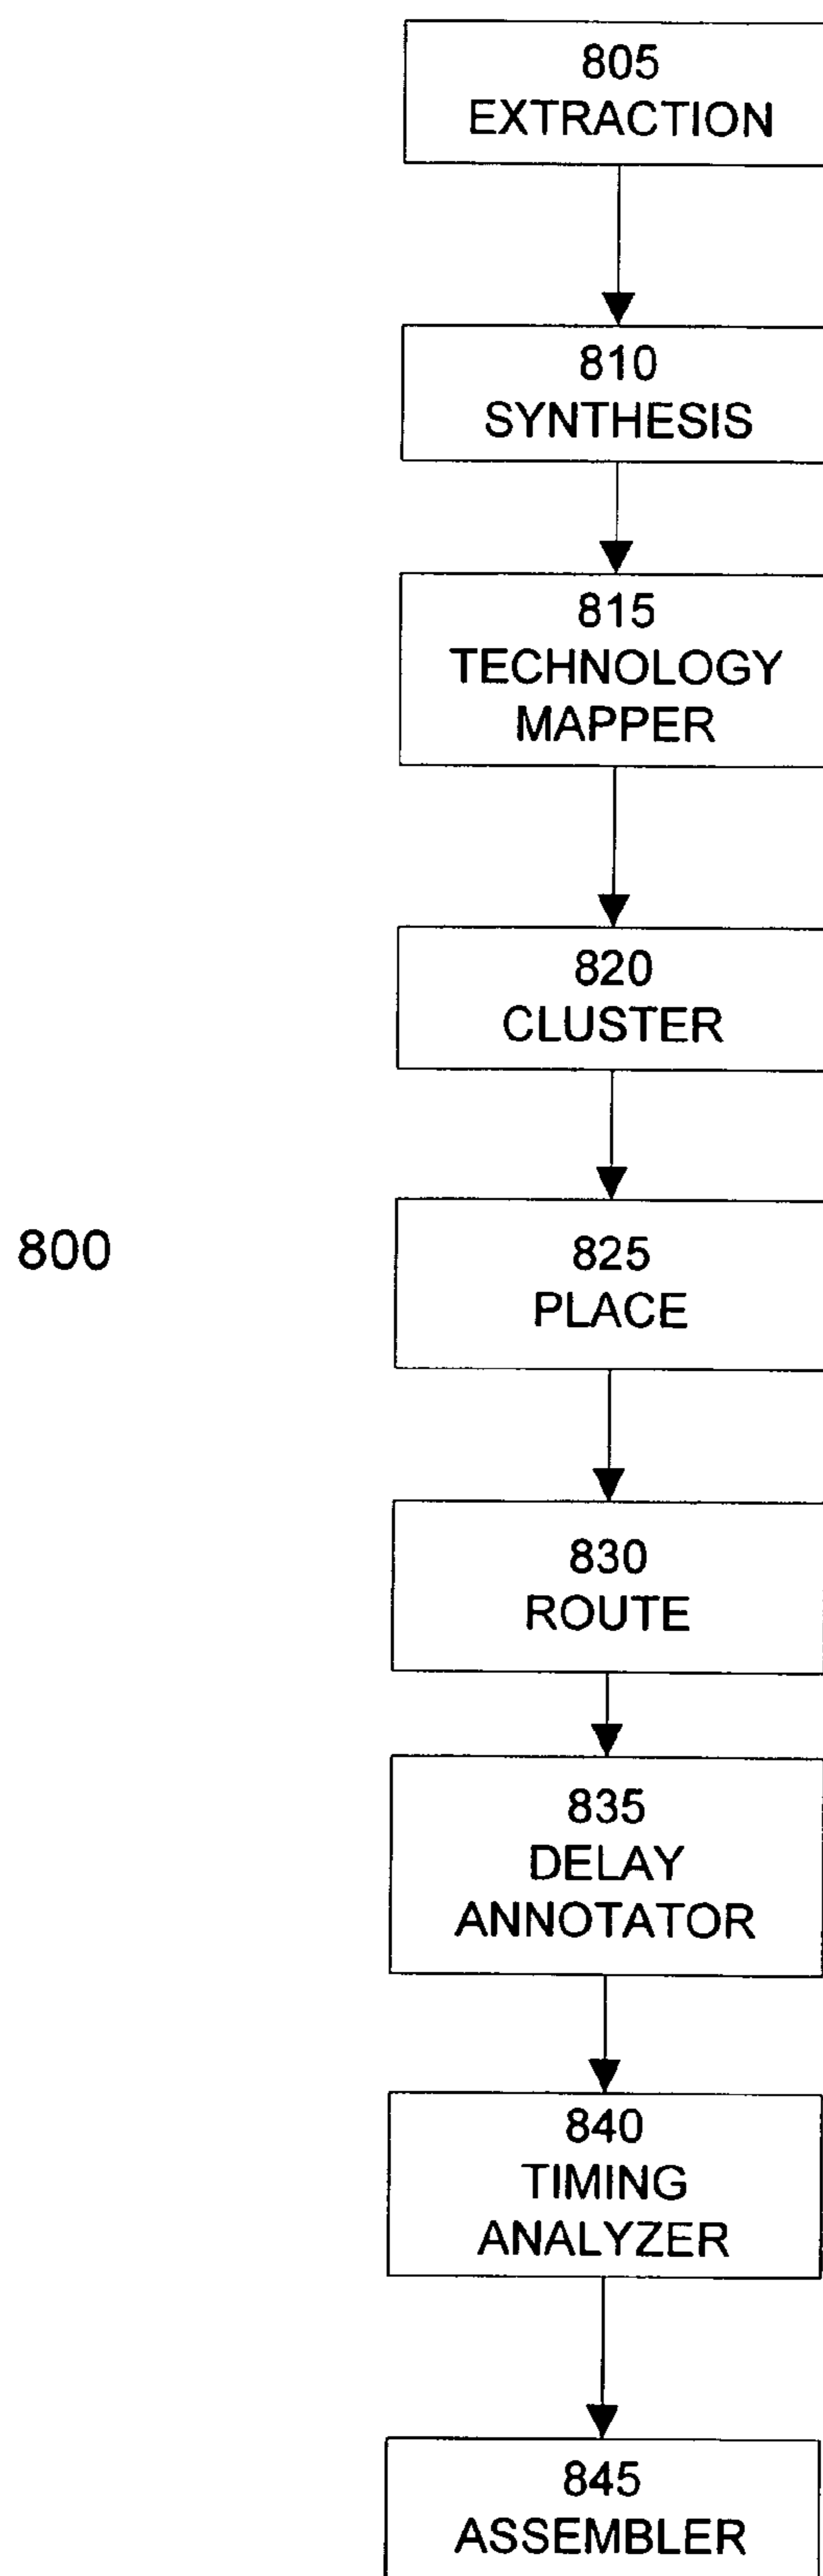 805
EXTRACTION
810
SYNTHESIS
815
TECHNOLOGY
MAPPER
820
CLUSTER
800
825
PLACE
830
ROUTE
835
DELAY
ANNOTATOR
840
TIMING
ANALYZER
845
ASSEMBLER